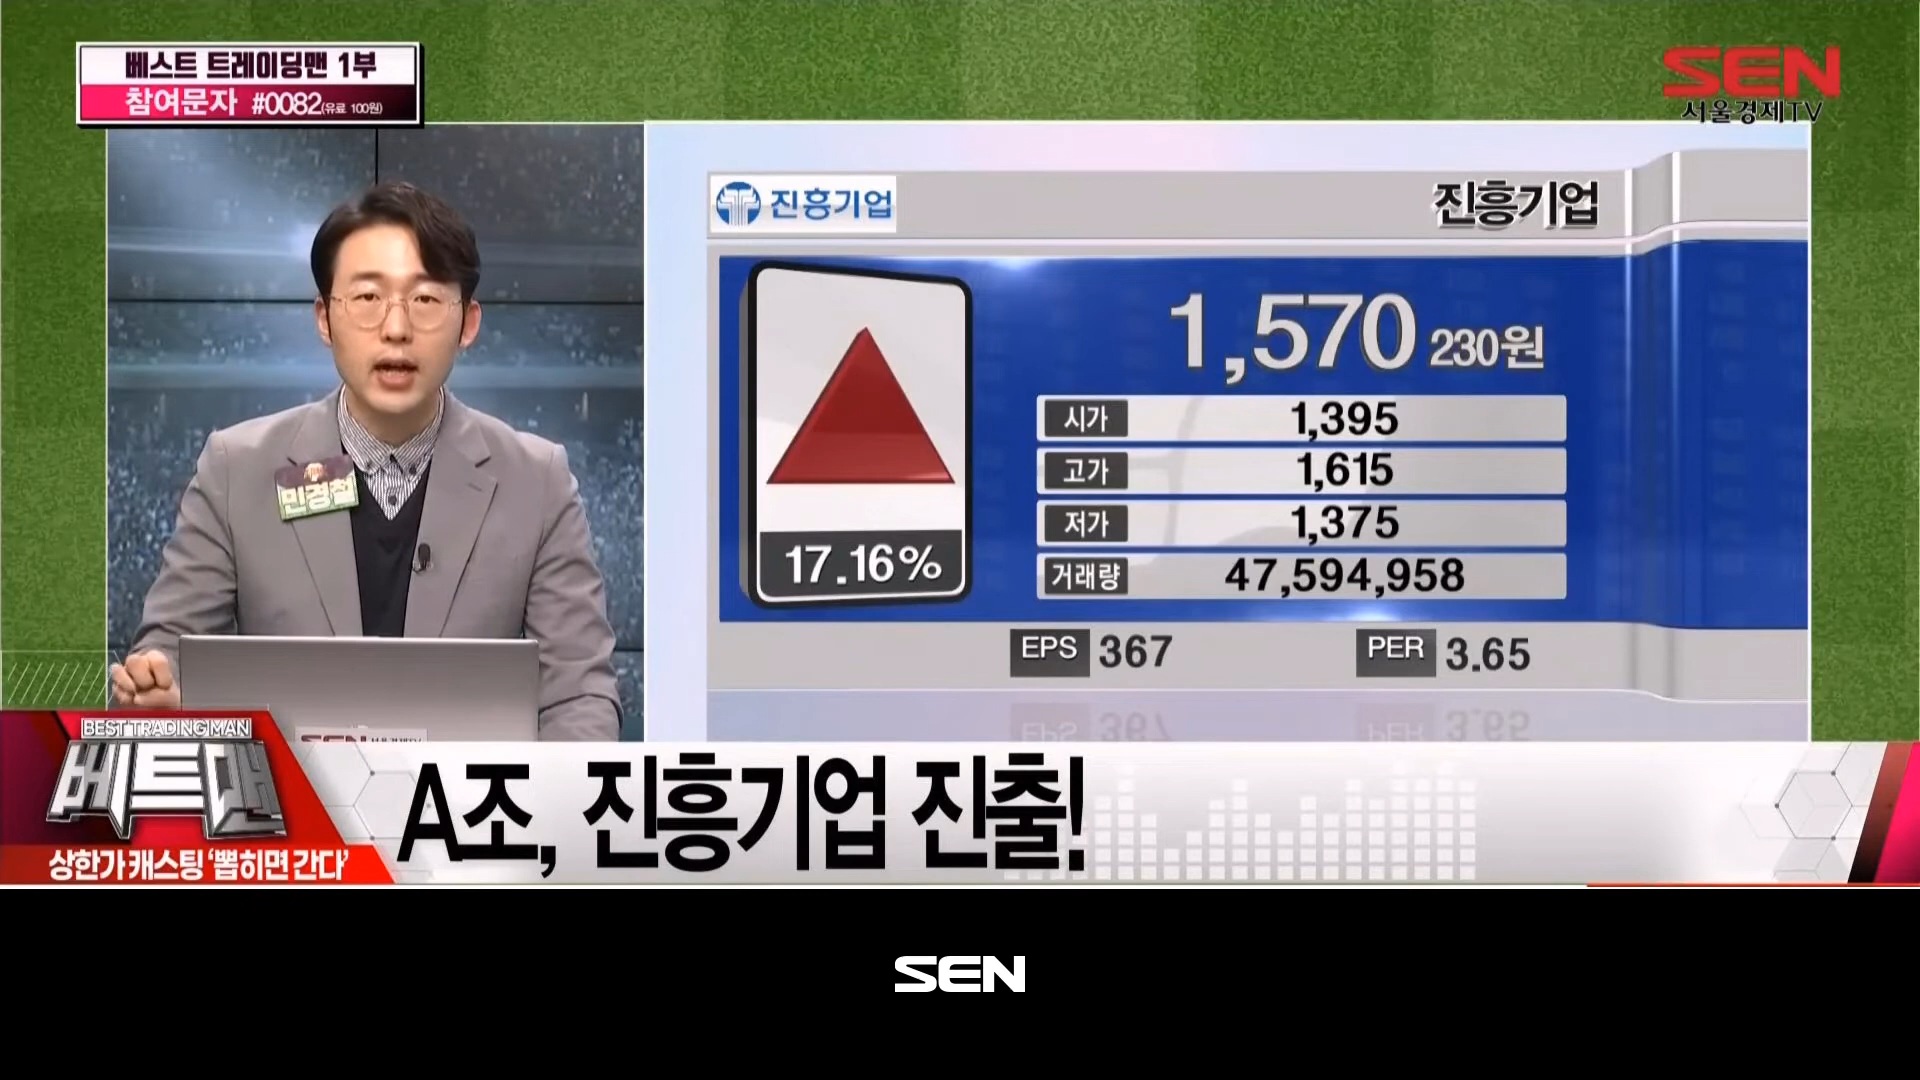 베스트 트레이딩맨 1부
참여문자 #0082(유료 100원)
SEN
서울경제TV
진흥기업
진흥기업
1,570 230원
시가 1,395
고가 1,615
저가 1,375
거래량 47,594,958
17.16%
EPS 367 PER 3.65
민경철
BEST TRADING MAN
베트맨
상한가 캐스팅 '뽑히면 간다'
A조, 진흥기업 진출!
SEN